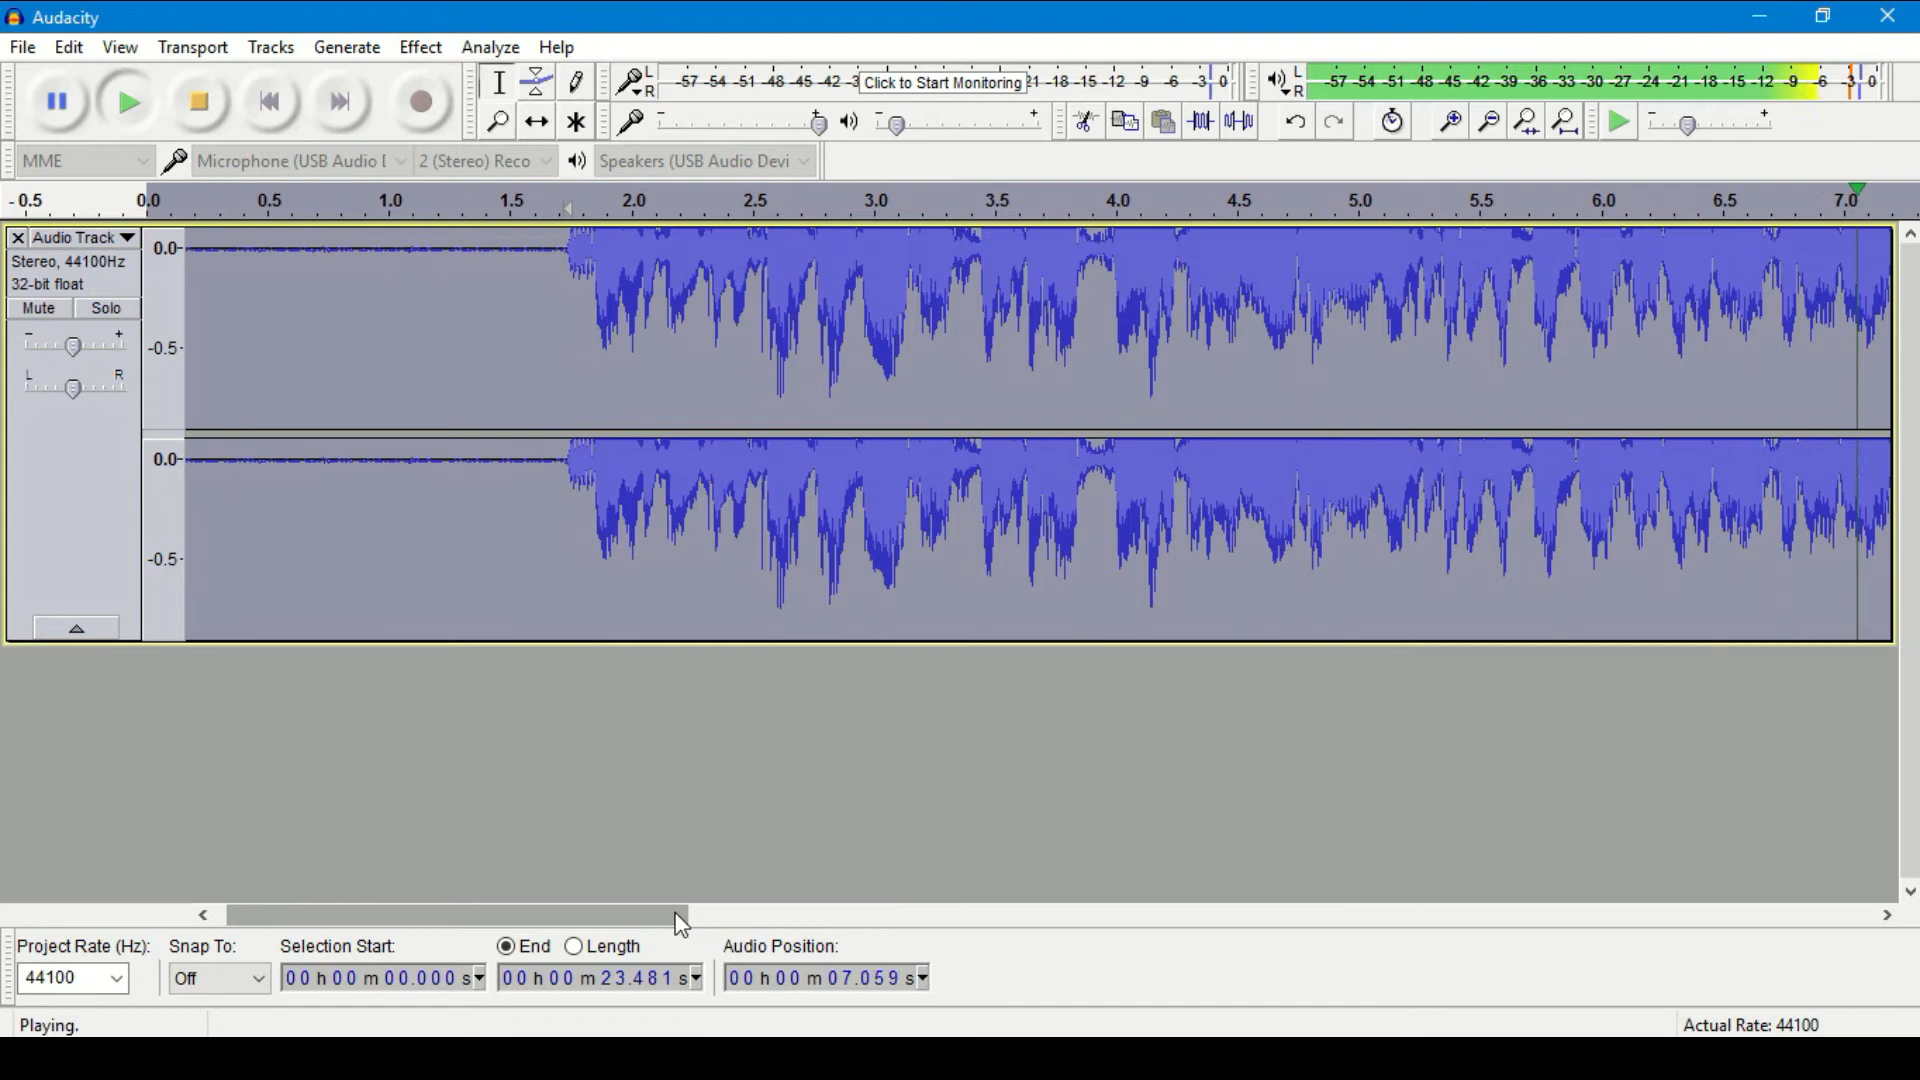 Audacity
File Edit View Transport Tracks Generate Effect Analyze Help
L R -57 -54 -51 -48 -45 -42 -3 Click to Start Monitoring 21 -18 -15 -12 -9 -6 -3 0
L R -57 -54 -51 -48 -45 -42 -39 -36 -33 -30 -27 -24 -21 -18 -15 -12 -9 -6 -3 0
MME Microphone (USB Audio D 2 (Stereo) Reco Speakers (USB Audio Devi
-0.5 0.0 0.5 1.0 1.5 2.0 2.5 3.0 3.5 4.0 4.5 5.0 5.5 6.0 6.5 7.0
Audio Track
Stereo, 44100Hz
32-bit float
Mute Solo
- +
L R
0.0
-0.5
0.0
-0.5
Project Rate (Hz): Snap To: Selection Start: End Length Audio Position:
44100 Off 00 h 00 m 00.000 s 00 h 00 m 23.481 s 00 h 00 m 07.059 s
Playing. Actual Rate: 44100